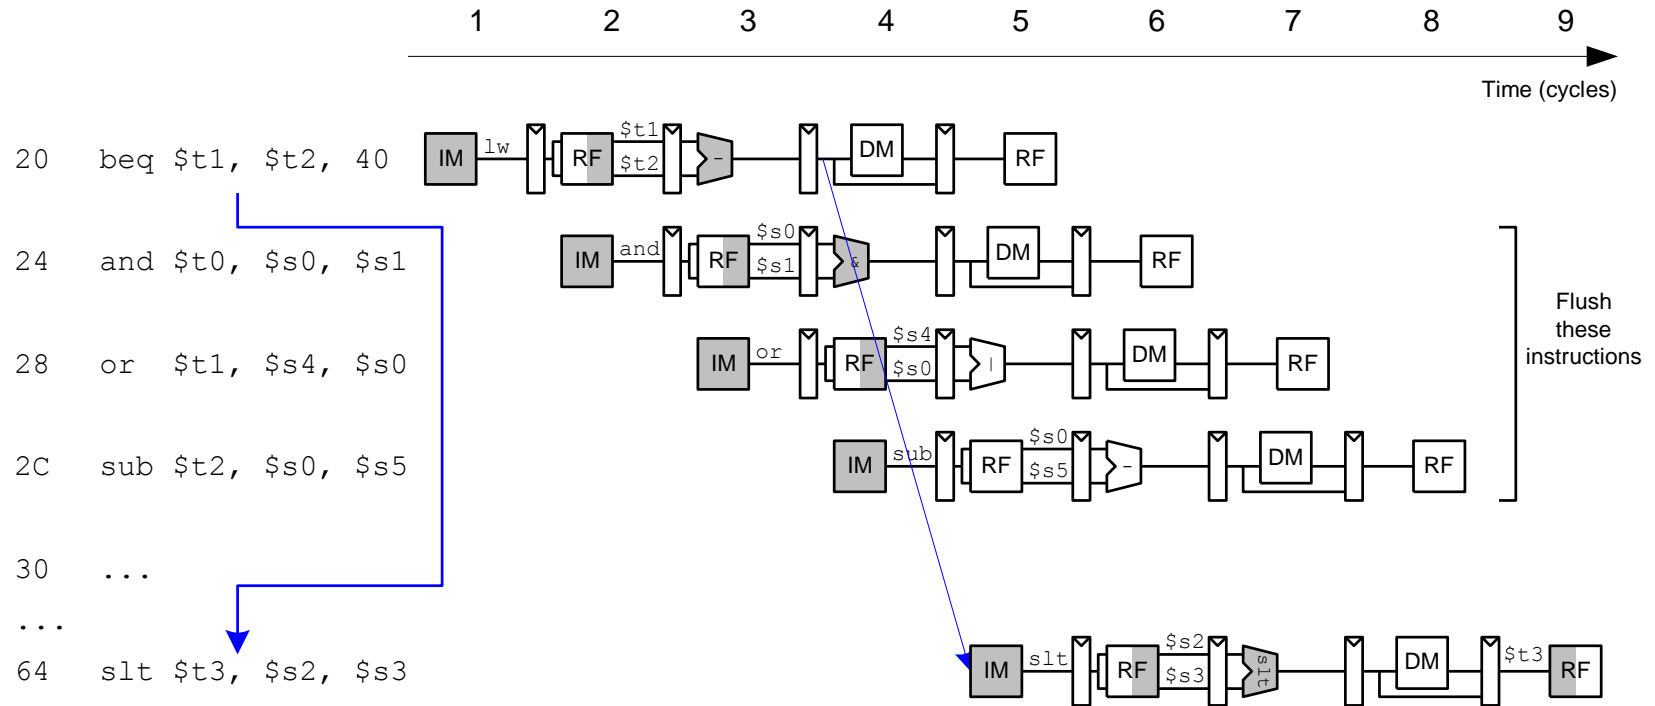 1 2 3 4 5 6 7 8 9
Time (cycles)
20 beq $t1, $t2, 40 IM lw RF $t1 $t2 - DM RF
24 and $t0, $s0, $s1 IM and RF $s0 $s1 & DM RF
28 or $t1, $s4, $s0 IM or RF $s4 $s0 | DM RF
2C sub $t2, $s0, $s5 IM sub RF $s0 $s5 - DM RF
Flush
these
instructions
30 ...
...
64 slt $t3, $s2, $s3 IM slt RF $s2 $s3 slt DM $t3 RF